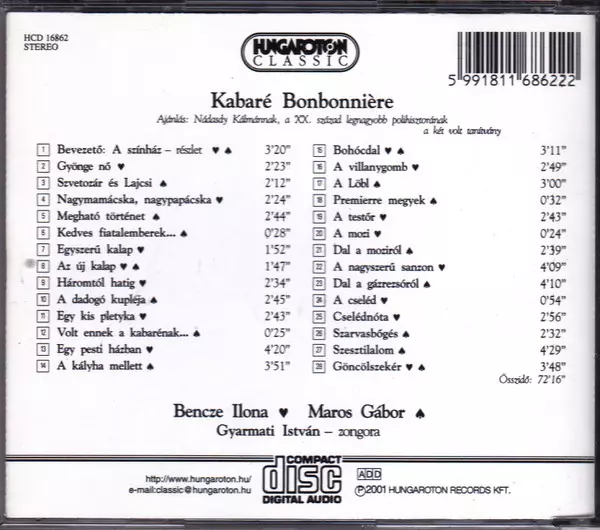 HCD 16862
STEREO
HUNGAROTON
CLASSIC
5 991811 686222
Kabaré Bonbonnière
Ajánlás: Nádasdy Kálmánnak, a XX. század legnagyobb polihisztorának
a két volt tanítvány
1 Bevezető: A színház – részlet ♥ ♠ 3'20"
2 Gyönge nő ♥ 2'23"
3 Szvetozár és Lajcsi ♠ 2'12"
4 Nagymamácska, nagypapácska ♥ 2'24"
5 Megható történet ♠ 2'44"
6 Kedves fiatalemberek... ♠ 0'28"
7 Egyszerű kalap ♥ 1'52"
8 Az új kalap ♥ ♠ 1'47"
9 Háromtól hatig ♥ 2'34"
10 A dadogó kupléja ♠ 2'45"
11 Egy kis pletyka ♥ 2'43"
12 Volt ennek a kabarénak... ♠ 0'25"
13 Egy pesti házban ♥ 4'20"
14 A kályha mellett ♠ 3'51"
15 Bohócdal ♥ ♠ 3'11"
16 A villanygomb ♥ 2'49"
17 A Löbl ♠ 3'00"
18 Premierre megyek ♠ 0'32"
19 A testőr ♥ 2'43"
20 A mozi ♥ 0'24"
21 Dal a moziról ♠ 2'39"
22 A nagyszerű sanzon ♥ 4'09"
23 Dal a gázrezsóról ♠ 4'10"
24 A cseléd ♥ 0'54"
25 Cselédnóta ♥ 2'56"
26 Szarvasbőgés ♠ 2'32"
27 Szesztilalom ♠ 4'29"
28 Göncölszekér ♥ ♠ 3'48"
Összidő: 72'16"
Bencze Ilona ♥ Maros Gábor ♠
Gyarmati István – zongora
http://www.hungaroton.hu/
e-mail:classic@hungaroton.hu
COMPACT
disc
DIGITAL AUDIO
ADD
Ⓟ2001 HUNGAROTON RECORDS KFT.